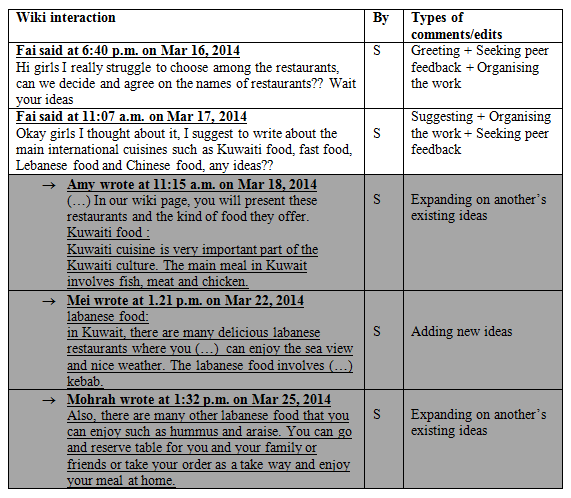 Wiki interaction
By
Types of
comments/edits
Fai said at 6:40 p.m. on Mar 16, 2014
Hi girls I really struggle to choose among the restaurants,
can we decide and agree on the names of restaurants?? Wait
your ideas
S
Greeting + Seeking peer
feedback + Organising
the work
Fai said at 11:07 a.m. on Mar 17, 2014
Okay girls I thought about it, I suggest to write about the
main international cuisines such as Kuwaiti food, fast food,
Lebanese food and Chinese food, any ideas??
S
Suggesting + Organising
the work + Seeking peer
feedback
→ Amy wrote at 11:15 a.m. on Mar 18, 2014
(…) In our wiki page, you will present these
restaurants and the kind of food they offer.
Kuwaiti food :
Kuwaiti cuisine is very important part of the
Kuwaiti culture. The main meal in Kuwait
involves fish, meat and chicken.
S
Expanding on another’s
existing ideas
→ Mei wrote at 1.21 p.m. on Mar 22, 2014
labanese food:
in Kuwait, there are many delicious labanese
restaurants where you (…) can enjoy the sea view
and nice weather. The labanese food involves (…)
kebab.
S
Adding new ideas
→ Mohrah wrote at 1:32 p.m. on Mar 25, 2014
Also, there are many other labanese food that you
can enjoy such as hummus and araise. You can go
and reserve table for you and your family or
friends or take your order as a take way and enjoy
your meal at home.
S
Expanding on another’s
existing ideas